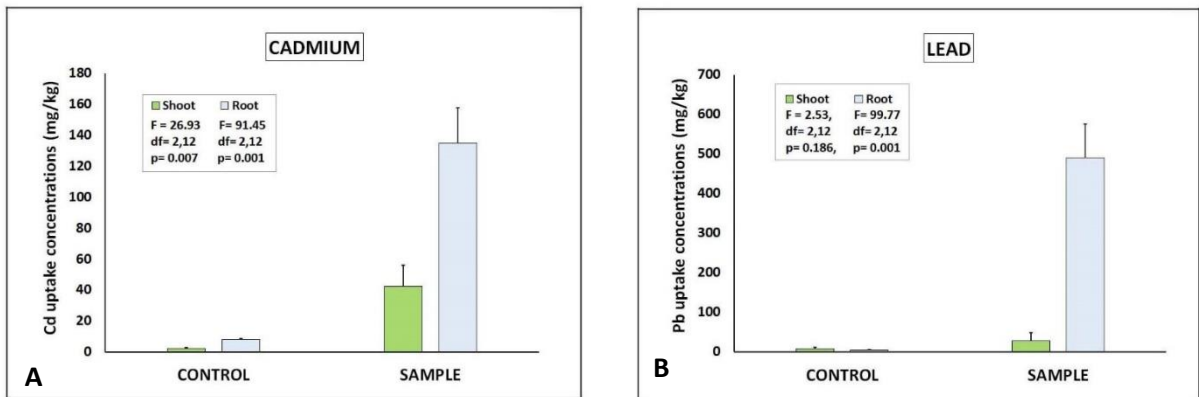 CADMIUM
Cd uptake concentrations (mg/kg)
180
160
140
120
100
80
60
40
20
0
Shoot Root
F = 26.93 F= 91.45
df= 2,12 df= 2,12
p= 0.007 p= 0.001
CONTROL SAMPLE
A
LEAD
Pb uptake concentrations (mg/kg)
700
600
500
400
300
200
100
0
Shoot Root
F = 2.53, F= 99.77
df= 2,12 df= 2,12
p= 0.186, p= 0.001
CONTROL SAMPLE
B